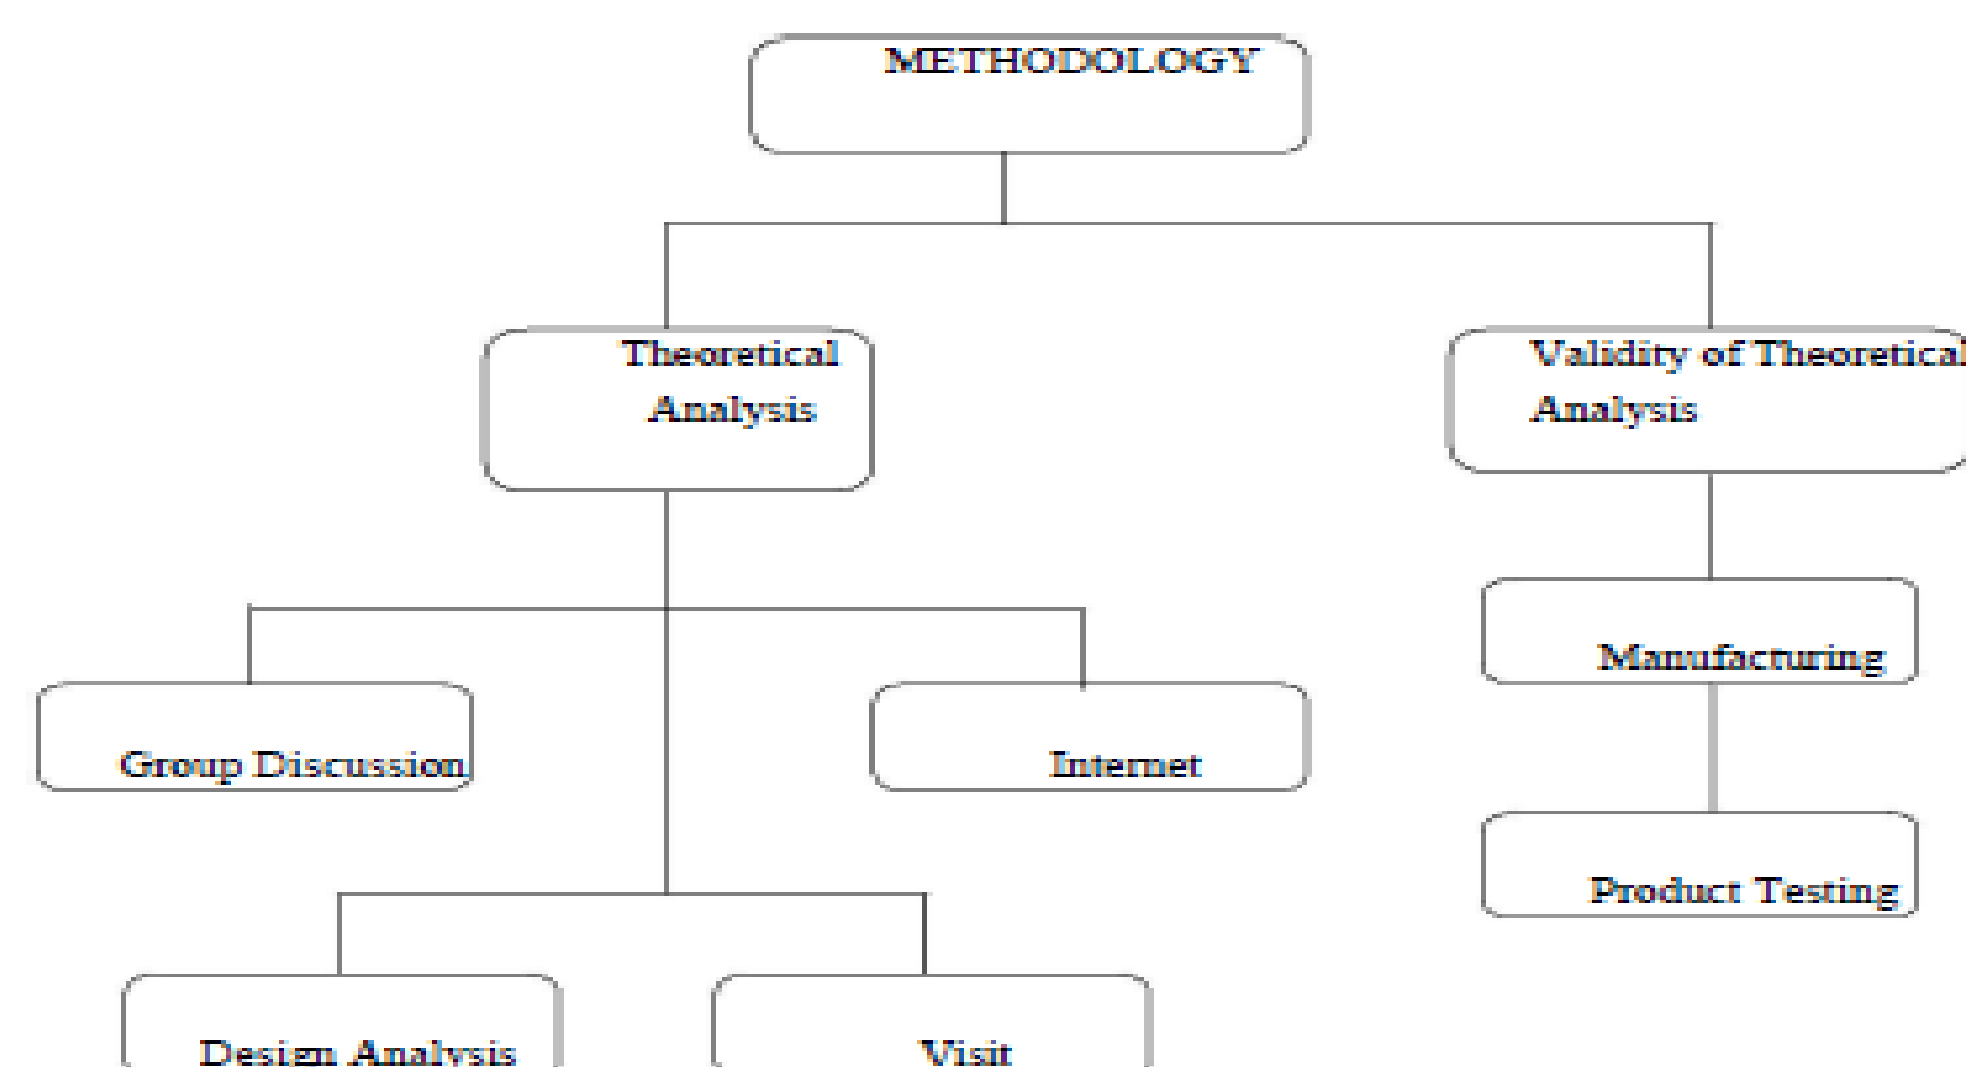 METHODOLOGY
Theoretical
Analysis
Validity of Theoretical
Analysis
Manufacturing
Group Discussion
Internet
Product Testing
Design Analysis
Visit